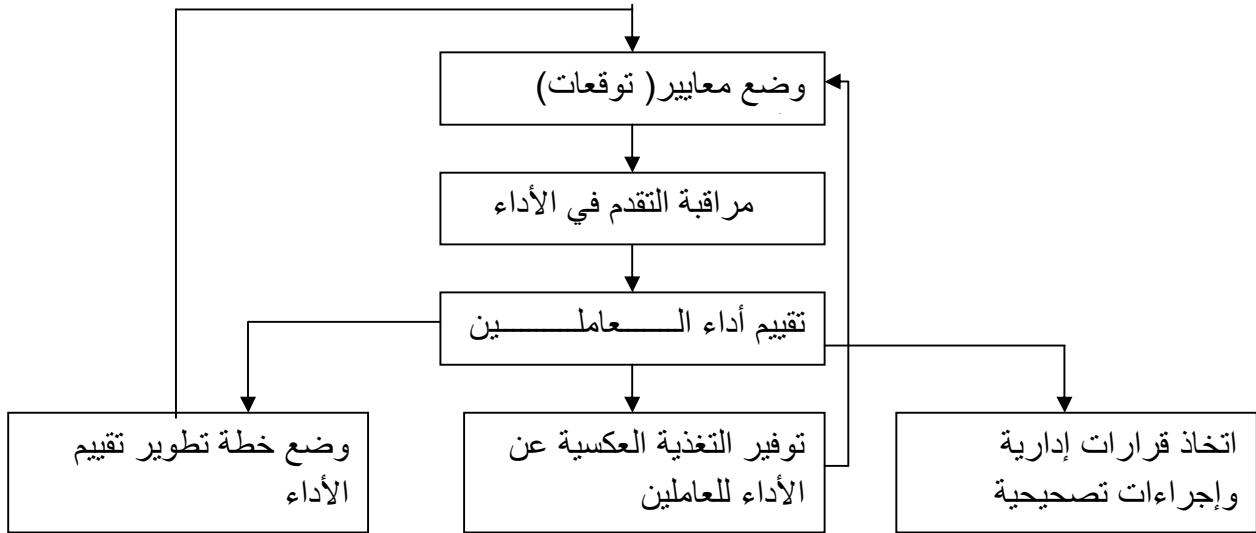 وضع معايير( توقعات)
مراقبة التقدم في الأداء
تقييم أداء الـــــــعاملــــــــــين
وضع خطة تطوير تقييم
الأداء
توفير التغذية العكسية عن
الأداء للعاملين
اتخاذ قرارات إدارية
وإجراءات تصحيحية